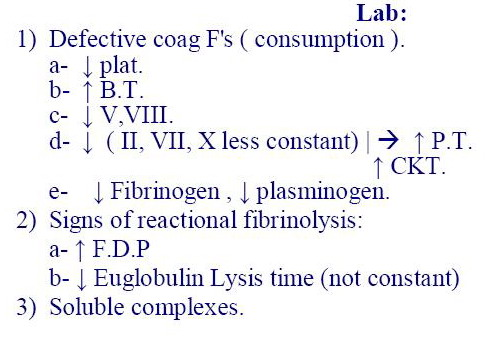 Lab:
1) Defective coag F's ( consumption ).
a- ↓ plat.
b- ↑ B.T.
c- ↓ V,VIII.
d- ↓ ( II, VII, X less constant) | → ↑ P.T.
↑ CKT.
e- ↓ Fibrinogen , ↓ plasminogen.
2) Signs of reactional fibrinolysis:
a- ↑ F.D.P
b- ↓ Euglobulin Lysis time (not constant)
3) Soluble complexes.